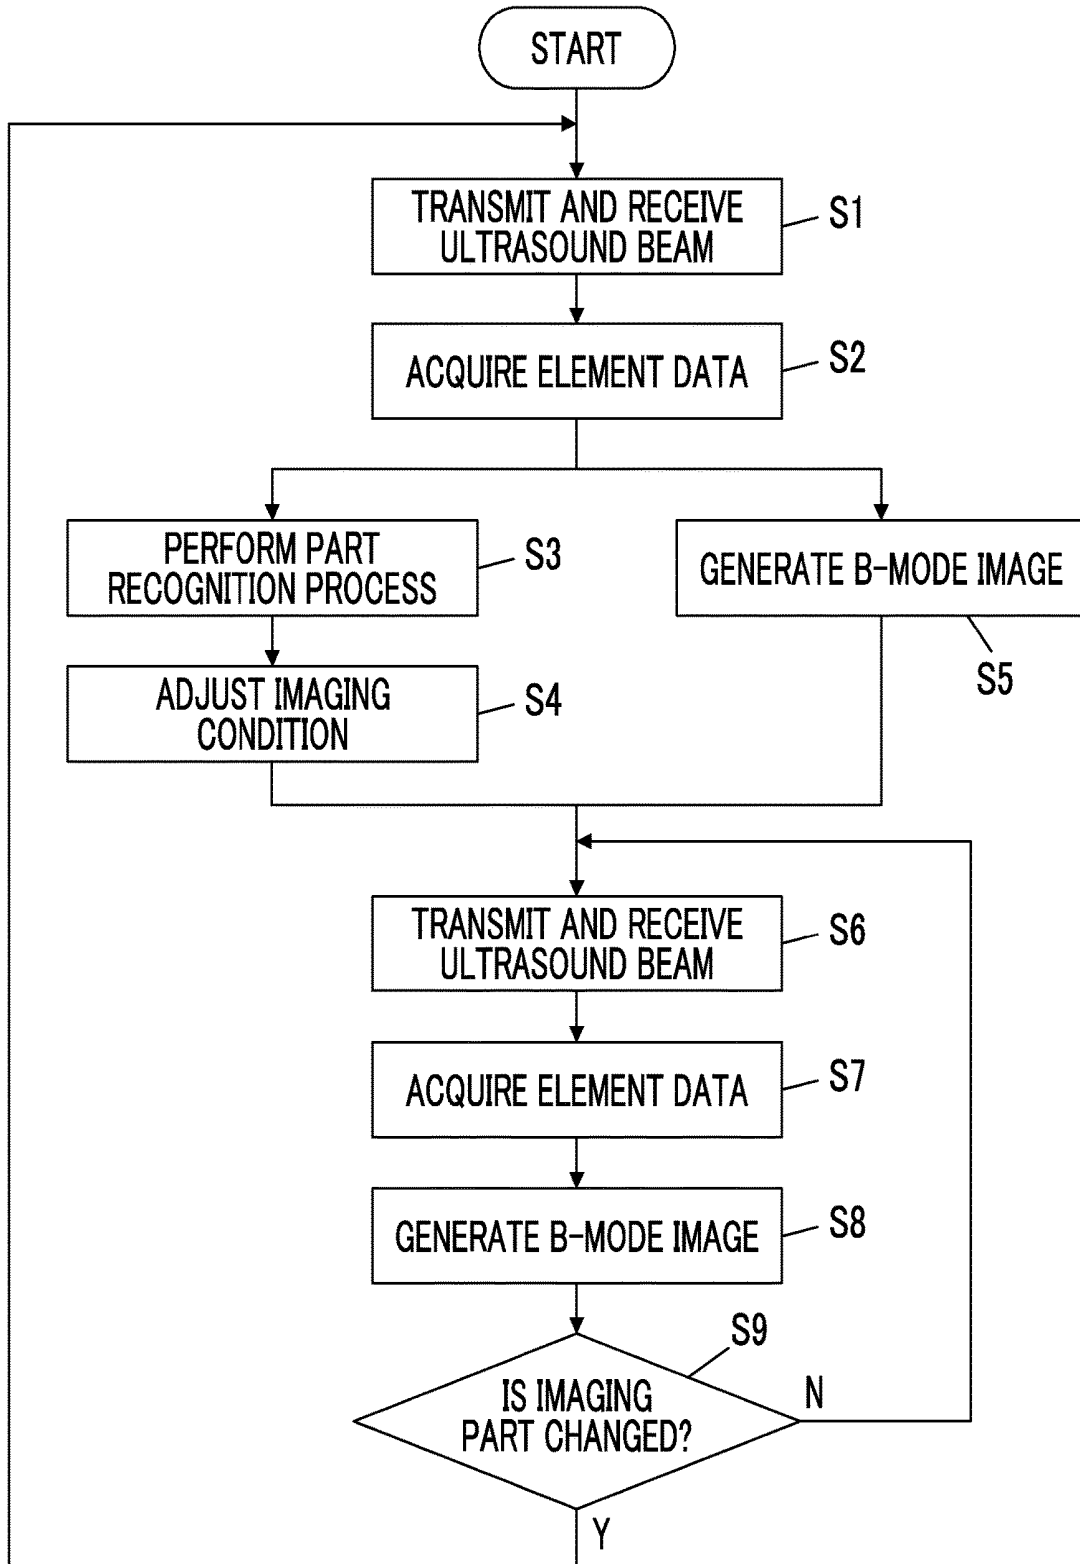 START
TRANSMIT AND RECEIVE
ULTRASOUND BEAM
S1
ACQUIRE ELEMENT DATA
S2
PERFORM PART
RECOGNITION PROCESS
S3
GENERATE B-MODE IMAGE
S5
ADJUST IMAGING
CONDITION
S4
TRANSMIT AND RECEIVE
ULTRASOUND BEAM
S6
ACQUIRE ELEMENT DATA
S7
GENERATE B-MODE IMAGE
S8
S9
IS IMAGING
PART CHANGED?
N
Y